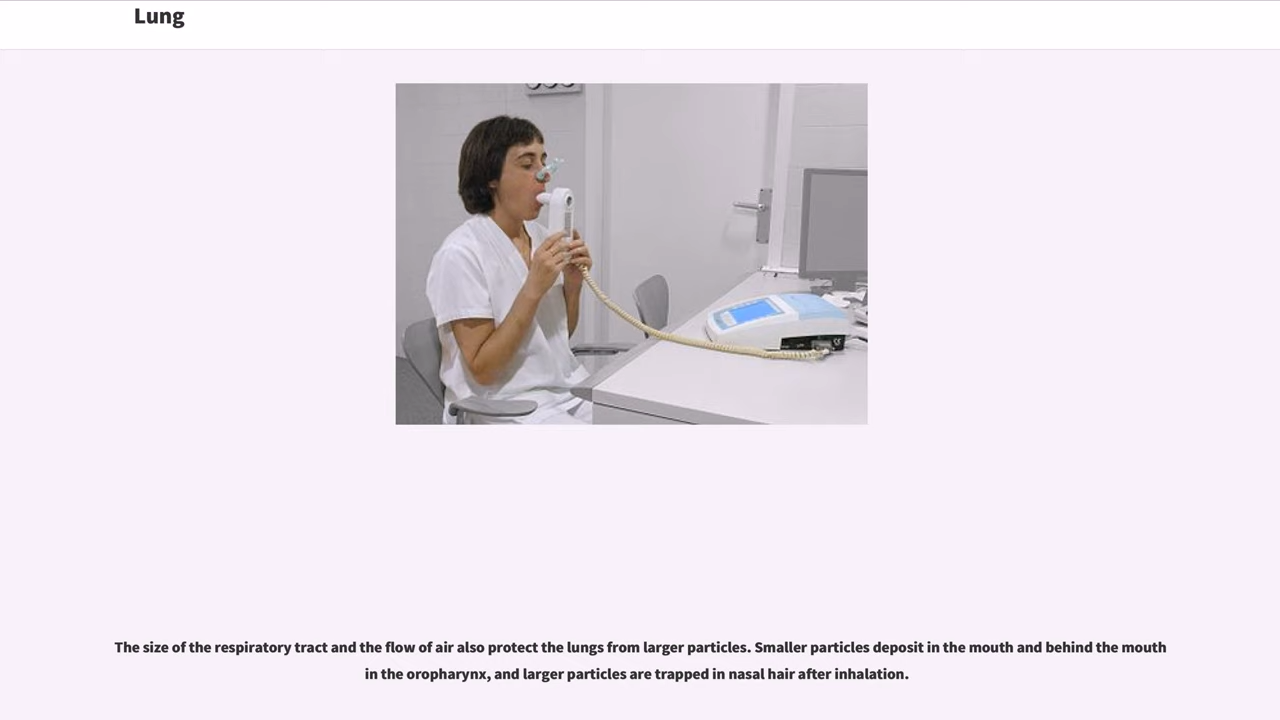 Lung
The size of the respiratory tract and the flow of air also protect the lungs from larger particles. Smaller particles deposit in the mouth and behind the mouth
in the oropharynx, and larger particles are trapped in nasal hair after inhalation.